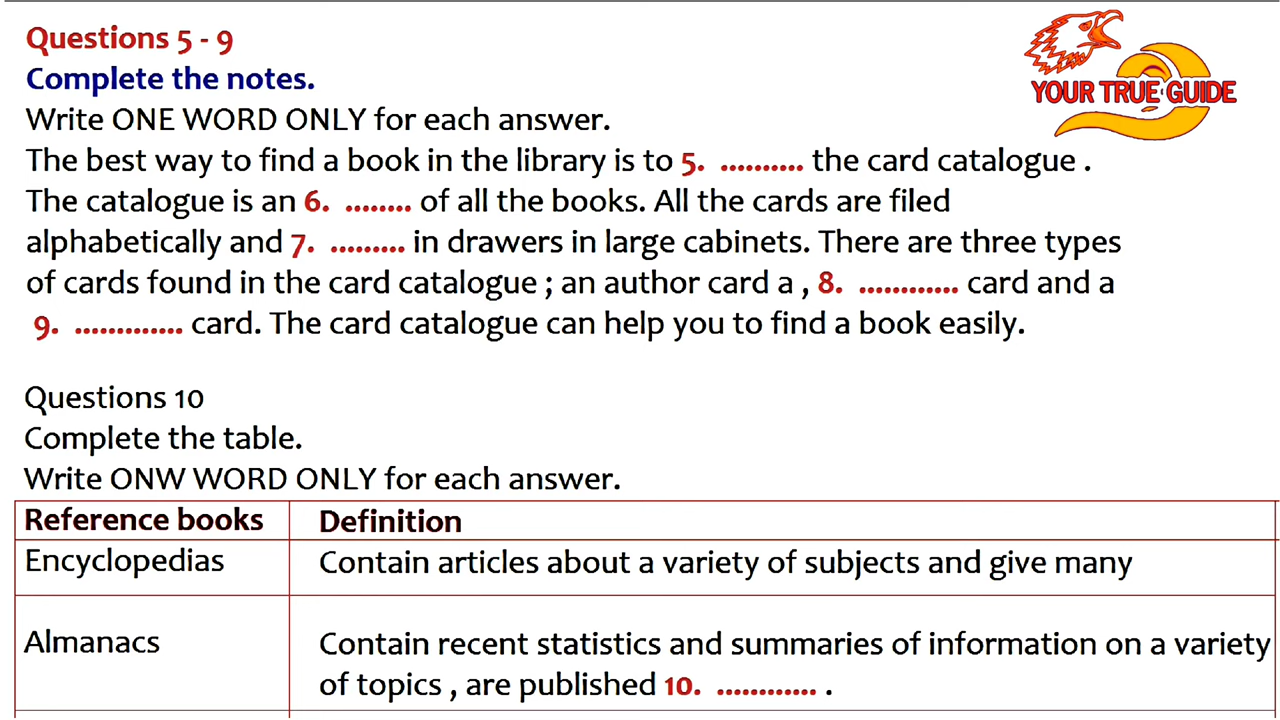 Questions 5 - 9
YOUR TRUE GUIDE
Complete the notes.
Write ONE WORD ONLY for each answer.
The best way to find a book in the library is to 5. .......... the card catalogue .
The catalogue is an 6. ........ of all the books. All the cards are filed
alphabetically and 7. ......... in drawers in large cabinets. There are three types
of cards found in the card catalogue ; an author card a , 8. ............ card and a
9. ............. card. The card catalogue can help you to find a book easily.
Questions 10
Complete the table.
Write ONW WORD ONLY for each answer.
Reference books Definition
Encyclopedias Contain articles about a variety of subjects and give many
Almanacs Contain recent statistics and summaries of information on a variety
of topics , are published 10. ............ .